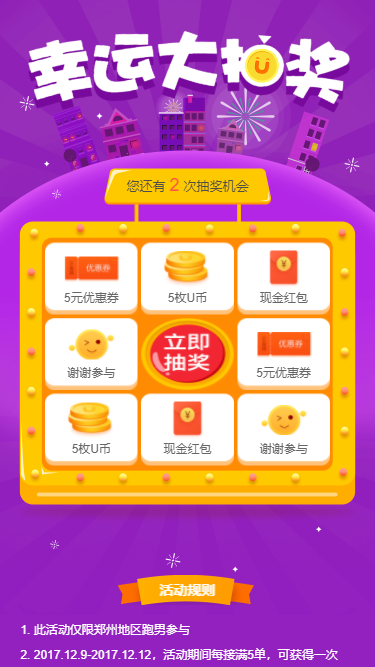 幸运大抽奖
您还有 2 次抽奖机会
优惠券
5元优惠券
5枚U币
现金红包
谢谢参与
立即
抽奖
优惠券
5元优惠券
5枚U币
现金红包
谢谢参与
活动规则
1. 此活动仅限郑州地区跑男参与
2. 2017.12.9-2017.12.12，活动期间每接满5单，可获得一次